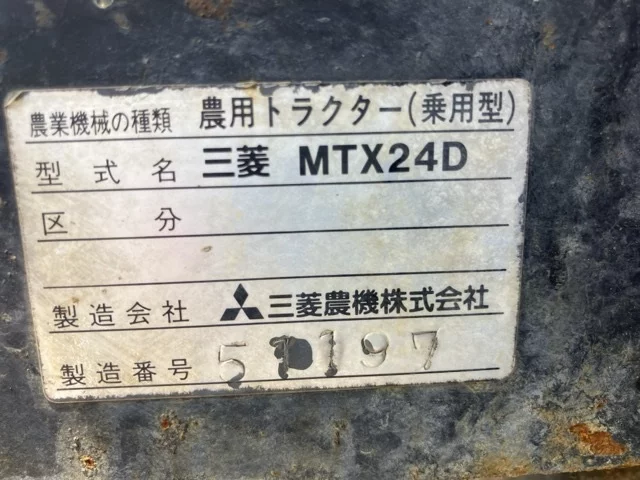 農業機械の種類 農用トラクター(乗用型)
型式名 三菱 MTX24D
区分
製造会社 三菱農機株式会社
製造番号 51197